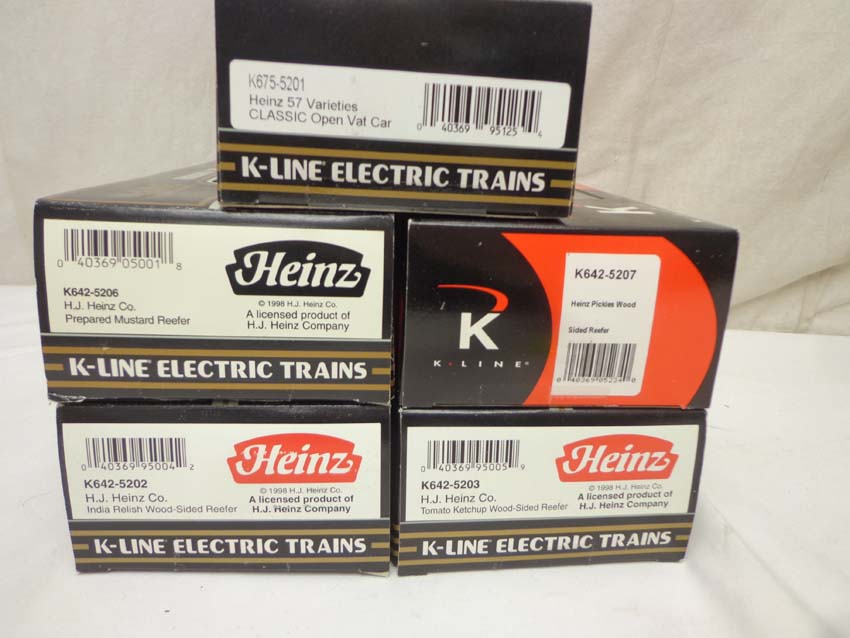 K675-5201
Heinz 57 Varieties
CLASSIC Open Vat Car
0 40369 95125 4
K-LINE ELECTRIC TRAINS
0 40369 05001 8
Heinz
K642-5206
© 1998 H.J. Heinz Co.
H.J. Heinz Co.
A licensed product of
Prepared Mustard Reefer
H.J. Heinz Company
K-LINE ELECTRIC TRAINS
K
K
K-LINE®
K642-5207
Heinz Pickles Wood
Sided Reefer
0 40369 05224 0
0 40369 95004 2
Heinz
K642-5202
© 1998 H.J. Heinz Co.
H.J. Heinz Co.
A licensed product of
India Relish Wood-Sided Reefer
H.J. Heinz Company
K-LINE ELECTRIC TRAINS
0 40369 95005 9
Heinz
K642-5203
© 1998 H.J. Heinz Co.
H.J. Heinz Co.
A licensed product of
Tomato Ketchup Wood-Sided Reefer
H.J. Heinz Company
K-LINE ELECTRIC TRAINS